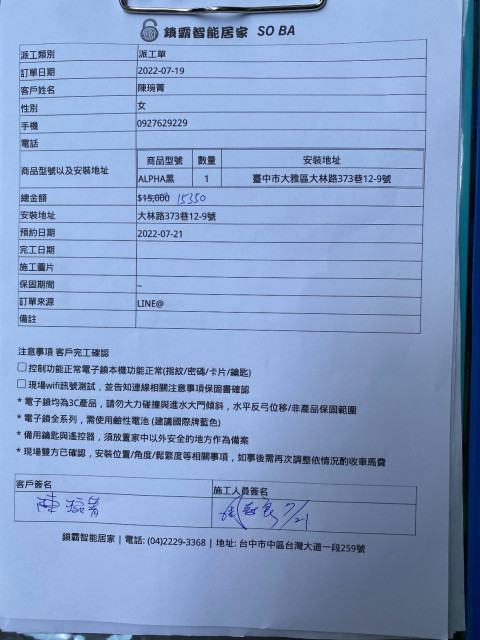 鎖霸智能居家 SO BA
派工類別 派工單
訂單日期 2022-07-19
客戶姓名 陳琬菁
性別 女
手機 0927629229
電話
商品型號以及安裝地址
商品型號 數量 安裝地址
ALPHA黑 1 臺中市大雅區大林路373巷12-9號
總金額 $15,000 15350
安裝地址 大林路373巷12-9號
預約日期 2022-07-21
完工日期
施工圖片
保固期間 ~
訂單來源 LINE@
備註
注意事項 客戶完工確認
控制功能正常電子鎖本機功能正常(指紋/密碼/卡片/鑰匙)
現場wifi訊號測試，並告知連線相關注意事項保固書確認
* 電子鎖均為3C產品，請勿大力碰撞與進水大門傾斜，水平反弓位移/非產品保固範圍
* 電子鎖全系列，需使用鹼性電池 (建議國際牌藍色)
* 備用鑰匙與遙控器，須放置家中以外安全的地方作為備案
* 現場雙方已確認，安裝位置/角度/鬆緊度等相關事項，如事後需再次調整依情況酌收車馬費
客戶簽名 施工人員簽名
陳琬菁 7/21
鎖霸智能居家 | 電話: (04)2229-3368 | 地址: 台中市中區台灣大道一段259號